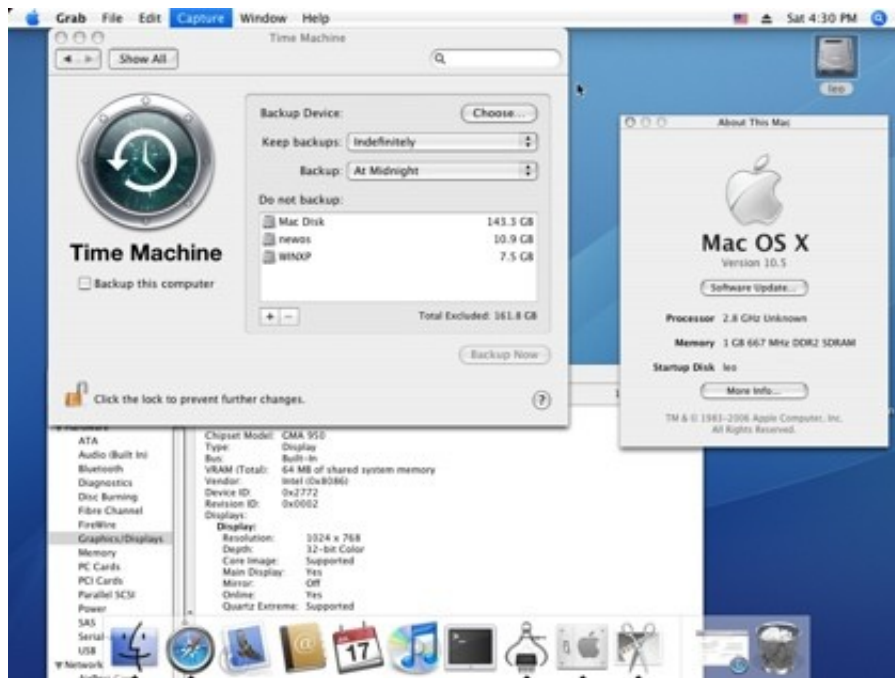 Grab File Edit Capture Window Help
Sat 4:30 PM
Time Machine
Show All
leo
Backup Device:
Choose...
Keep backups: Indefinitely
Backup: At Midnight
Do not backup:
Mac Disk 143.3 GB
newos 10.9 GB
WINXP 7.5 GB
Time Machine
Backup this computer
+ -
Total Excluded: 161.8 GB
Backup Now
Click the lock to prevent further changes.
?
About This Mac
Mac OS X
Version 10.5
Software Update...
Processor 2.8 GHz Unknown
Memory 1 GB 667 MHz DDR2 SDRAM
Startup Disk leo
More Info...
TM & © 1983-2006 Apple Computer, Inc.
All Rights Reserved.
ATA
Audio (Built In)
Bluetooth
Diagnostics
Disc Burning
Fibre Channel
FireWire
Graphics/Displays
Memory
PC Cards
PCI Cards
Parallel SCSI
Power
SAS
Serial-
USB
Network
Chipset Model: GMA 950
Type: Display
Bus: Built-In
VRAM (Total): 64 MB of shared system memory
Vendor: Intel (0x8086)
Device ID: 0x2772
Revision ID: 0x0002
Displays:
Display:
Resolution: 1024 x 768
Depth: 32-bit Color
Core Image: Supported
Main Display: Yes
Mirror: Off
Online: Yes
Quartz Extreme: Supported
17